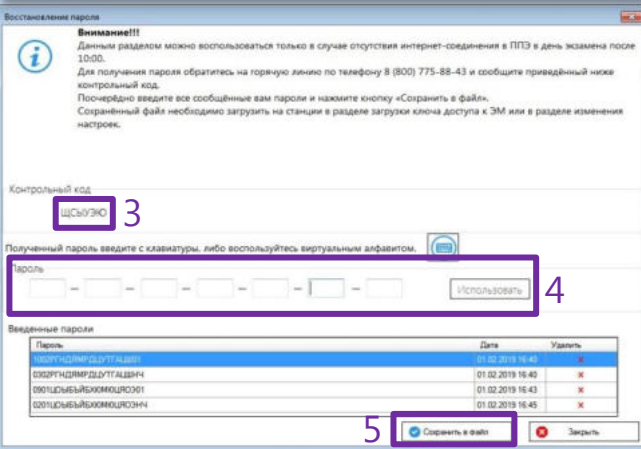 Восстановление пароля
Внимание!!!
Данным разделом можно воспользоваться только в случае отсутствия интернет-соединения в ППЭ в день экзамена после
10:00.
Для получения пароля обратитесь на горячую линию по телефону 8 (800) 775-88-43 и сообщите приведённый ниже
контрольный код.
Поочерёдно введите все сообщённые вам пароли и нажмите кнопку «Сохранить в файл».
Сохранённый файл необходимо загрузить на станции в разделе загрузки ключа доступа к ЭМ или в разделе изменения
настроек.
Контрольный код
ЩСЫУЭЮ 3
Полученный пароль введите с клавиатуры, либо воспользуйтесь виртуальным алфавитом.
Пароль
– – – – – –
Использовать 4
Введенные пароли
Пароль Дата Удалить
01.02.2019 16:40
01.02.2019 16:40
01.02.2019 16:43
01.02.2019 16:45
5 Сохранить в файл Закрыть